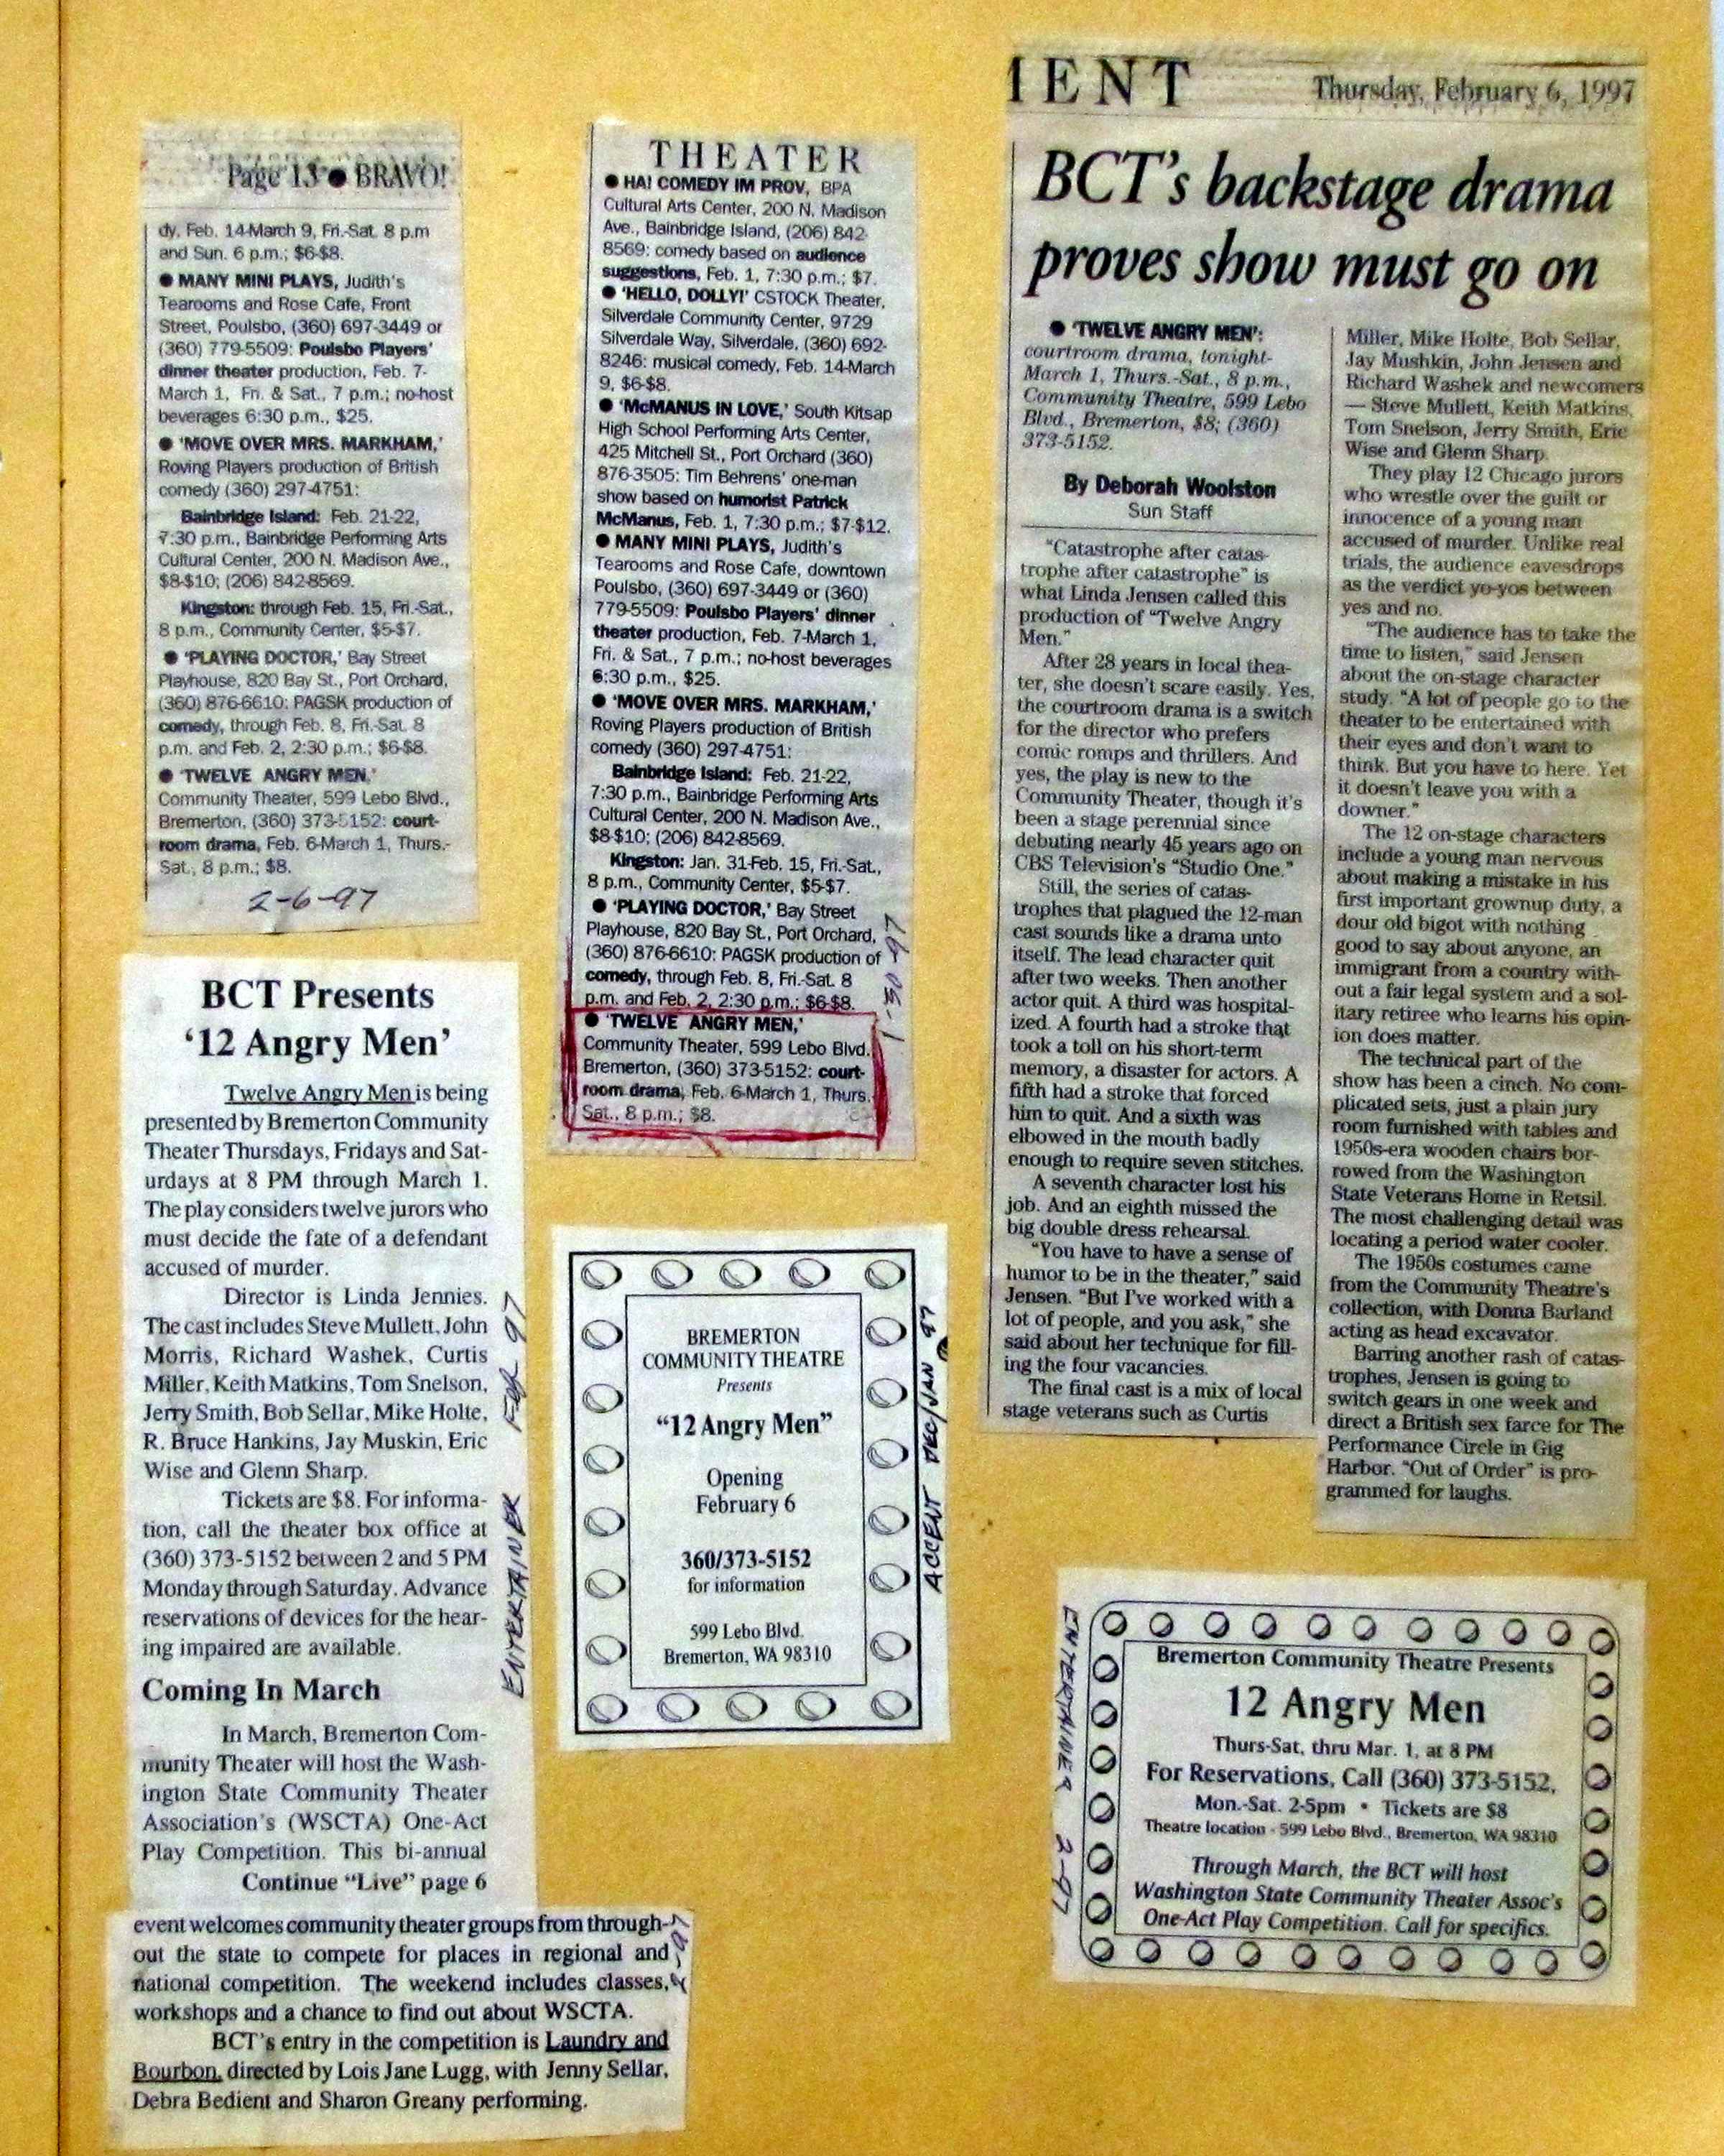 Page 13 ● BRAVO!
dy, Feb. 14-March 9, Fri.-Sat. 8 p.m
and Sun. 6 p.m.; $6-$8.
● MANY MINI PLAYS, Judith's
Tearooms and Rose Cafe, Front
Street, Poulsbo, (360) 697-3449 or
(360) 779-5509: Poulsbo Players'
dinner theater production, Feb. 7-
March 1, Fri. & Sat., 7 p.m.; no-host
beverages 6:30 p.m., $25.
● 'MOVE OVER MRS. MARKHAM,'
Roving Players production of British
comedy (360) 297-4751:
Bainbridge Island: Feb. 21-22,
7:30 p.m., Bainbridge Performing Arts
Cultural Center, 200 N. Madison Ave.,
$8-$10; (206) 842-8569.
Kingston: through Feb. 15, Fri.-Sat.,
8 p.m., Community Center, $5-$7.
● 'PLAYING DOCTOR,' Bay Street
Playhouse, 820 Bay St., Port Orchard,
(360) 876-6610: PAGSK production of
comedy, through Feb. 8, Fri.-Sat. 8
p.m. and Feb. 2, 2:30 p.m.; $6-$8.
● 'TWELVE ANGRY MEN,'
Community Theater, 599 Lebo Blvd.,
Bremerton, (360) 373-5152: court-
room drama, Feb. 6-March 1, Thurs.-
Sat., 8 p.m.; $8.
2-6-97
BCT Presents
'12 Angry Men'
Twelve Angry Men is being
presented by Bremerton Community
Theater Thursdays, Fridays and Sat-
urdays at 8 PM through March 1.
The play considers twelve jurors who
must decide the fate of a defendant
accused of murder.
Director is Linda Jennies.
The cast includes Steve Mullett, John
Morris, Richard Washek, Curtis
Miller, Keith Matkins, Tom Snelson,
Jerry Smith, Bob Sellar, Mike Holte,
R. Bruce Hankins, Jay Muskin, Eric
Wise and Glenn Sharp.
Tickets are $8. For informa-
tion, call the theater box office at
(360) 373-5152 between 2 and 5 PM
Monday through Saturday. Advance
reservations of devices for the hear-
ing impaired are available.
Coming In March
In March, Bremerton Com-
munity Theater will host the Wash-
ington State Community Theater
Association's (WSCTA) One-Act
Play Competition. This bi-annual
Continue "Live" page 6
ENTERTAINER Feb 97
event welcomes community theater groups from through-
out the state to compete for places in regional and
national competition. The weekend includes classes,
workshops and a chance to find out about WSCTA.
BCT's entry in the competition is Laundry and
Bourbon, directed by Lois Jane Lugg, with Jenny Sellar,
Debra Bedient and Sharon Greany performing.
2-97
THEATER
● HA! COMEDY IM PROV, BPA
Cultural Arts Center, 200 N. Madison
Ave., Bainbridge Island, (206) 842-
8569: comedy based on audience
suggestions, Feb. 1, 7:30 p.m.; $7.
● 'HELLO, DOLLY!' CSTOCK Theater,
Silverdale Community Center, 9729
Silverdale Way, Silverdale, (360) 692-
8246: musical comedy, Feb. 14-March
9, $6-$8.
● 'McMANUS IN LOVE,' South Kitsap
High School Performing Arts Center,
425 Mitchell St., Port Orchard (360)
876-3505: Tim Behrens' one-man
show based on humorist Patrick
McManus, Feb. 1, 7:30 p.m.; $7-$12.
● MANY MINI PLAYS, Judith's
Tearooms and Rose Cafe, downtown
Poulsbo, (360) 697-3449 or (360)
779-5509: Poulsbo Players' dinner
theater production, Feb. 7-March 1,
Fri. & Sat., 7 p.m.; no-host beverages
6:30 p.m., $25.
● 'MOVE OVER MRS. MARKHAM,'
Roving Players production of British
comedy (360) 297-4751:
Bainbridge Island: Feb. 21-22,
7:30 p.m., Bainbridge Performing Arts
Cultural Center, 200 N. Madison Ave.,
$8-$10; (206) 842-8569.
Kingston: Jan. 31-Feb. 15, Fri.-Sat.,
8 p.m., Community Center, $5-$7.
● 'PLAYING DOCTOR,' Bay Street
Playhouse, 820 Bay St., Port Orchard,
(360) 876-6610: PAGSK production of
comedy, through Feb. 8, Fri.-Sat. 8
p.m. and Feb. 2, 2:30 p.m.; $6-$8.
● 'TWELVE ANGRY MEN,'
Community Theater, 599 Lebo Blvd.
Bremerton, (360) 373-5152: court-
room drama, Feb. 6-March 1, Thurs.
Sat., 8 p.m.; $8.
1-30-97
BREMERTON
COMMUNITY THEATRE
Presents
"12 Angry Men"
Opening
February 6
360/373-5152
for information
599 Lebo Blvd.
Bremerton, WA 98310
ACCENT DEC/JAN 97
MENT
Thursday, February 6, 1997
BCT's backstage drama
proves show must go on
● 'TWELVE ANGRY MEN':
courtroom drama, tonight-
March 1, Thurs.-Sat., 8 p.m.,
Community Theatre, 599 Lebo
Blvd., Bremerton, $8; (360)
373-5152.
By Deborah Woolston
Sun Staff
"Catastrophe after catas-
trophe after catastrophe" is
what Linda Jensen called this
production of "Twelve Angry
Men."
After 28 years in local thea-
ter, she doesn't scare easily. Yes,
the courtroom drama is a switch
for the director who prefers
comic romps and thrillers. And
yes, the play is new to the
Community Theater, though it's
been a stage perennial since
debuting nearly 45 years ago on
CBS Television's "Studio One."
Still, the series of catas-
trophes that plagued the 12-man
cast sounds like a drama unto
itself. The lead character quit
after two weeks. Then another
actor quit. A third was hospital-
ized. A fourth had a stroke that
took a toll on his short-term
memory, a disaster for actors. A
fifth had a stroke that forced
him to quit. And a sixth was
elbowed in the mouth badly
enough to require seven stitches.
A seventh character lost his
job. And an eighth missed the
big double dress rehearsal.
"You have to have a sense of
humor to be in the theater," said
Jensen. "But I've worked with a
lot of people, and you ask," she
said about her technique for fill-
ing the four vacancies.
The final cast is a mix of local
stage veterans such as Curtis
Miller, Mike Holte, Bob Sellar,
Jay Mushkin, John Jensen and
Richard Washek and newcomers
— Steve Mullett, Keith Matkins,
Tom Snelson, Jerry Smith, Eric
Wise and Glenn Sharp.
They play 12 Chicago jurors
who wrestle over the guilt or
innocence of a young man
accused of murder. Unlike real
trials, the audience eavesdrops
as the verdict yo-yos between
yes and no.
"The audience has to take the
time to listen," said Jensen
about the on-stage character
study. "A lot of people go to the
theater to be entertained with
their eyes and don't want to
think. But you have to here. Yet
it doesn't leave you with a
downer."
The 12 on-stage characters
include a young man nervous
about making a mistake in his
first important grownup duty, a
dour old bigot with nothing
good to say about anyone, an
immigrant from a country with-
out a fair legal system and a sol-
itary retiree who learns his opin-
ion does matter.
The technical part of the
show has been a cinch. No com-
plicated sets, just a plain jury
room furnished with tables and
1950s-era wooden chairs bor-
rowed from the Washington
State Veterans Home in Retsil.
The most challenging detail was
locating a period water cooler.
The 1950s costumes came
from the Community Theatre's
collection, with Donna Barland
acting as head excavator.
Barring another rash of catas-
trophes, Jensen is going to
switch gears in one week and
direct a British sex farce for The
Performance Circle in Gig
Harbor. "Out of Order" is pro-
grammed for laughs.
ENTERTAINER 2-97
Bremerton Community Theatre Presents
12 Angry Men
Thurs-Sat, thru Mar. 1, at 8 PM
For Reservations, Call (360) 373-5152,
Mon.-Sat. 2-5pm • Tickets are $8
Theatre location - 599 Lebo Blvd., Bremerton, WA 98310
Through March, the BCT will host
Washington State Community Theater Assoc's
One-Act Play Competition. Call for specifics.